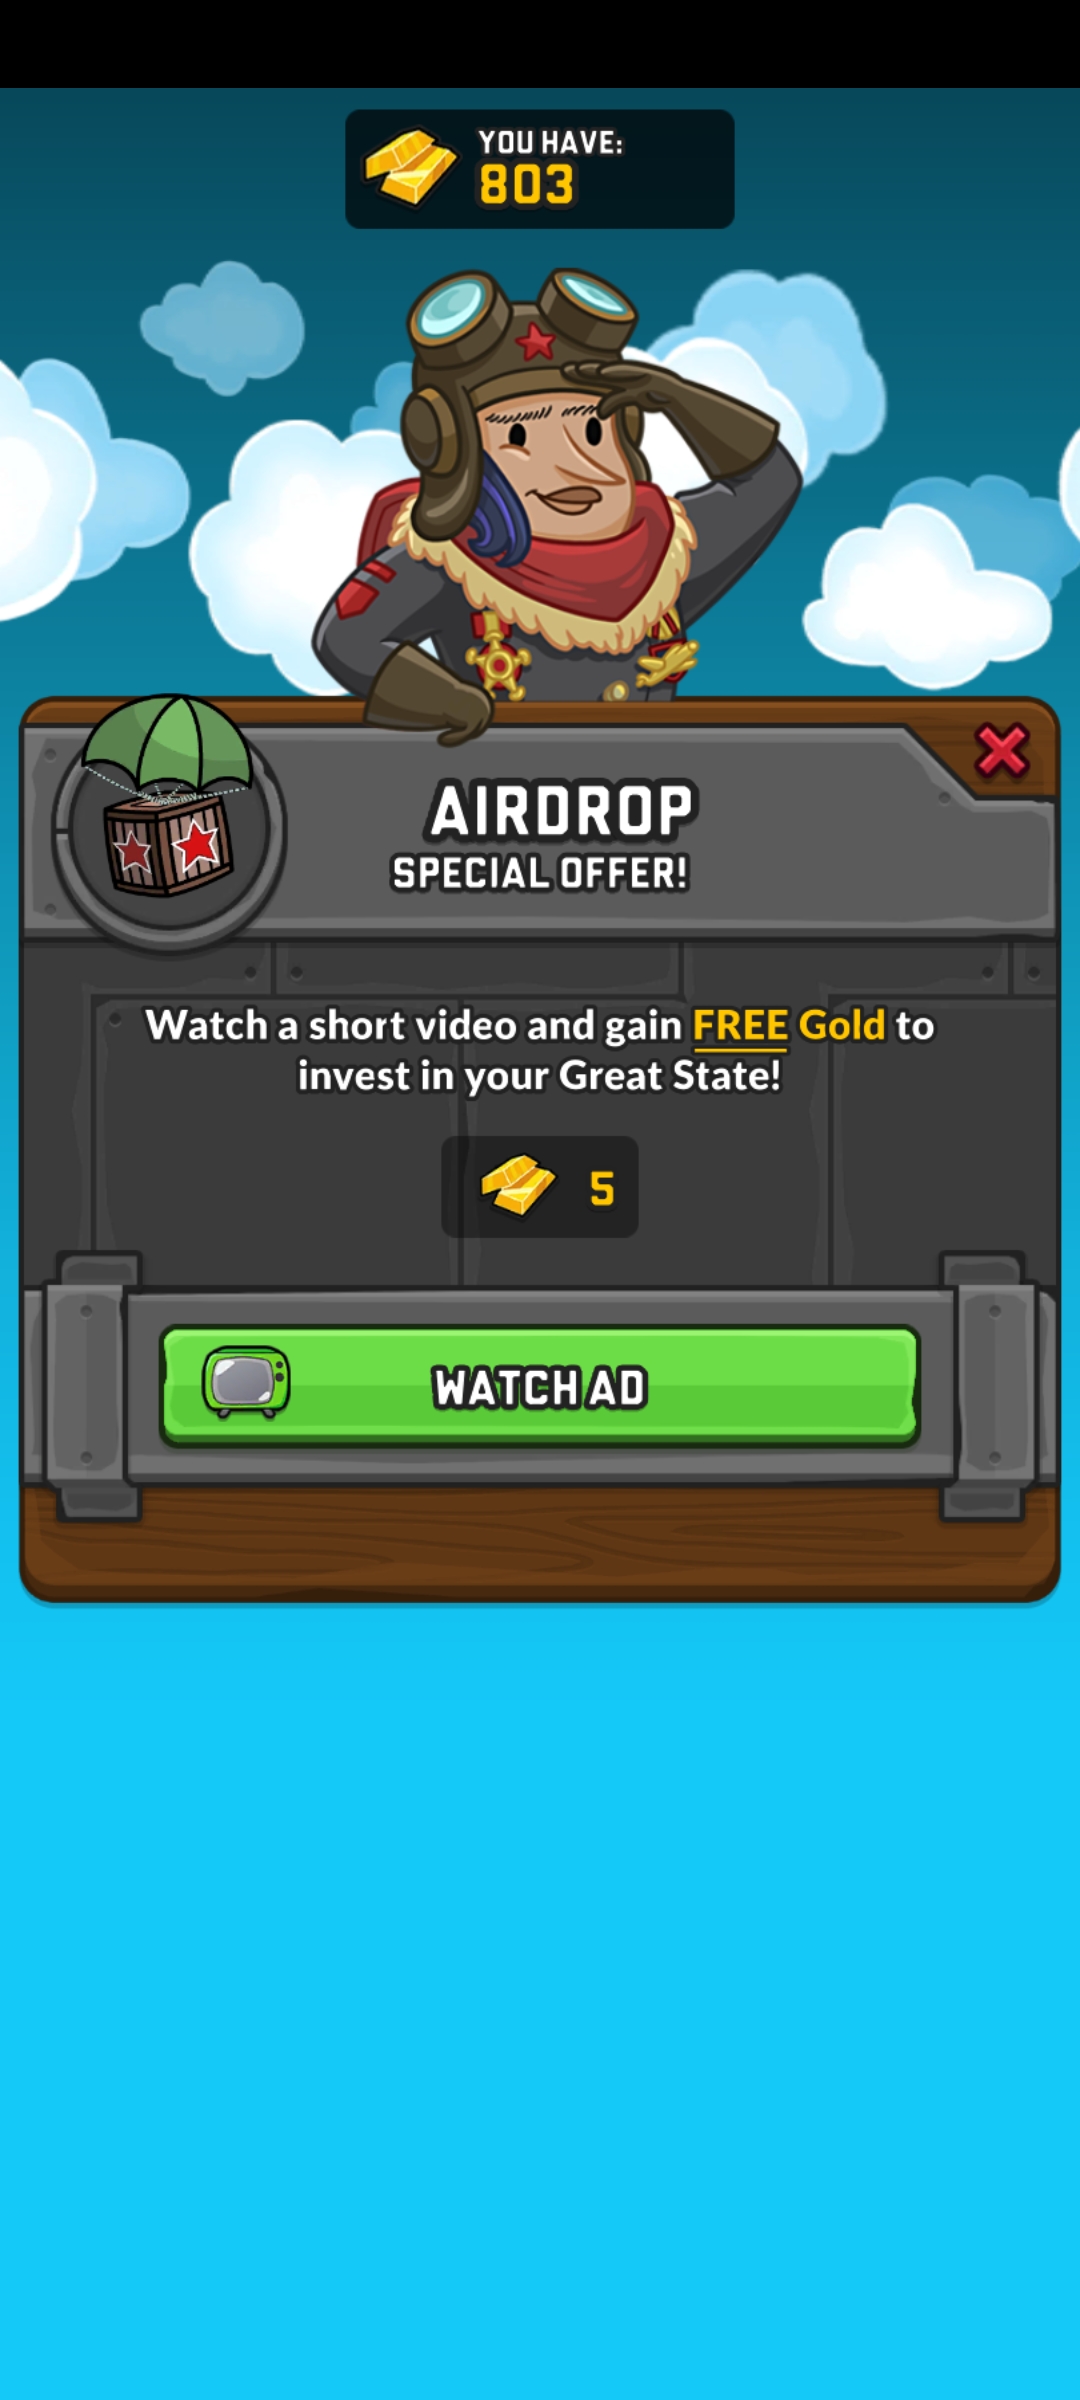 YOU HAVE:
803
AIRDROP
SPECIAL OFFER!
Watch a short video and gain FREE Gold to
invest in your Great State!
5
WATCH AD